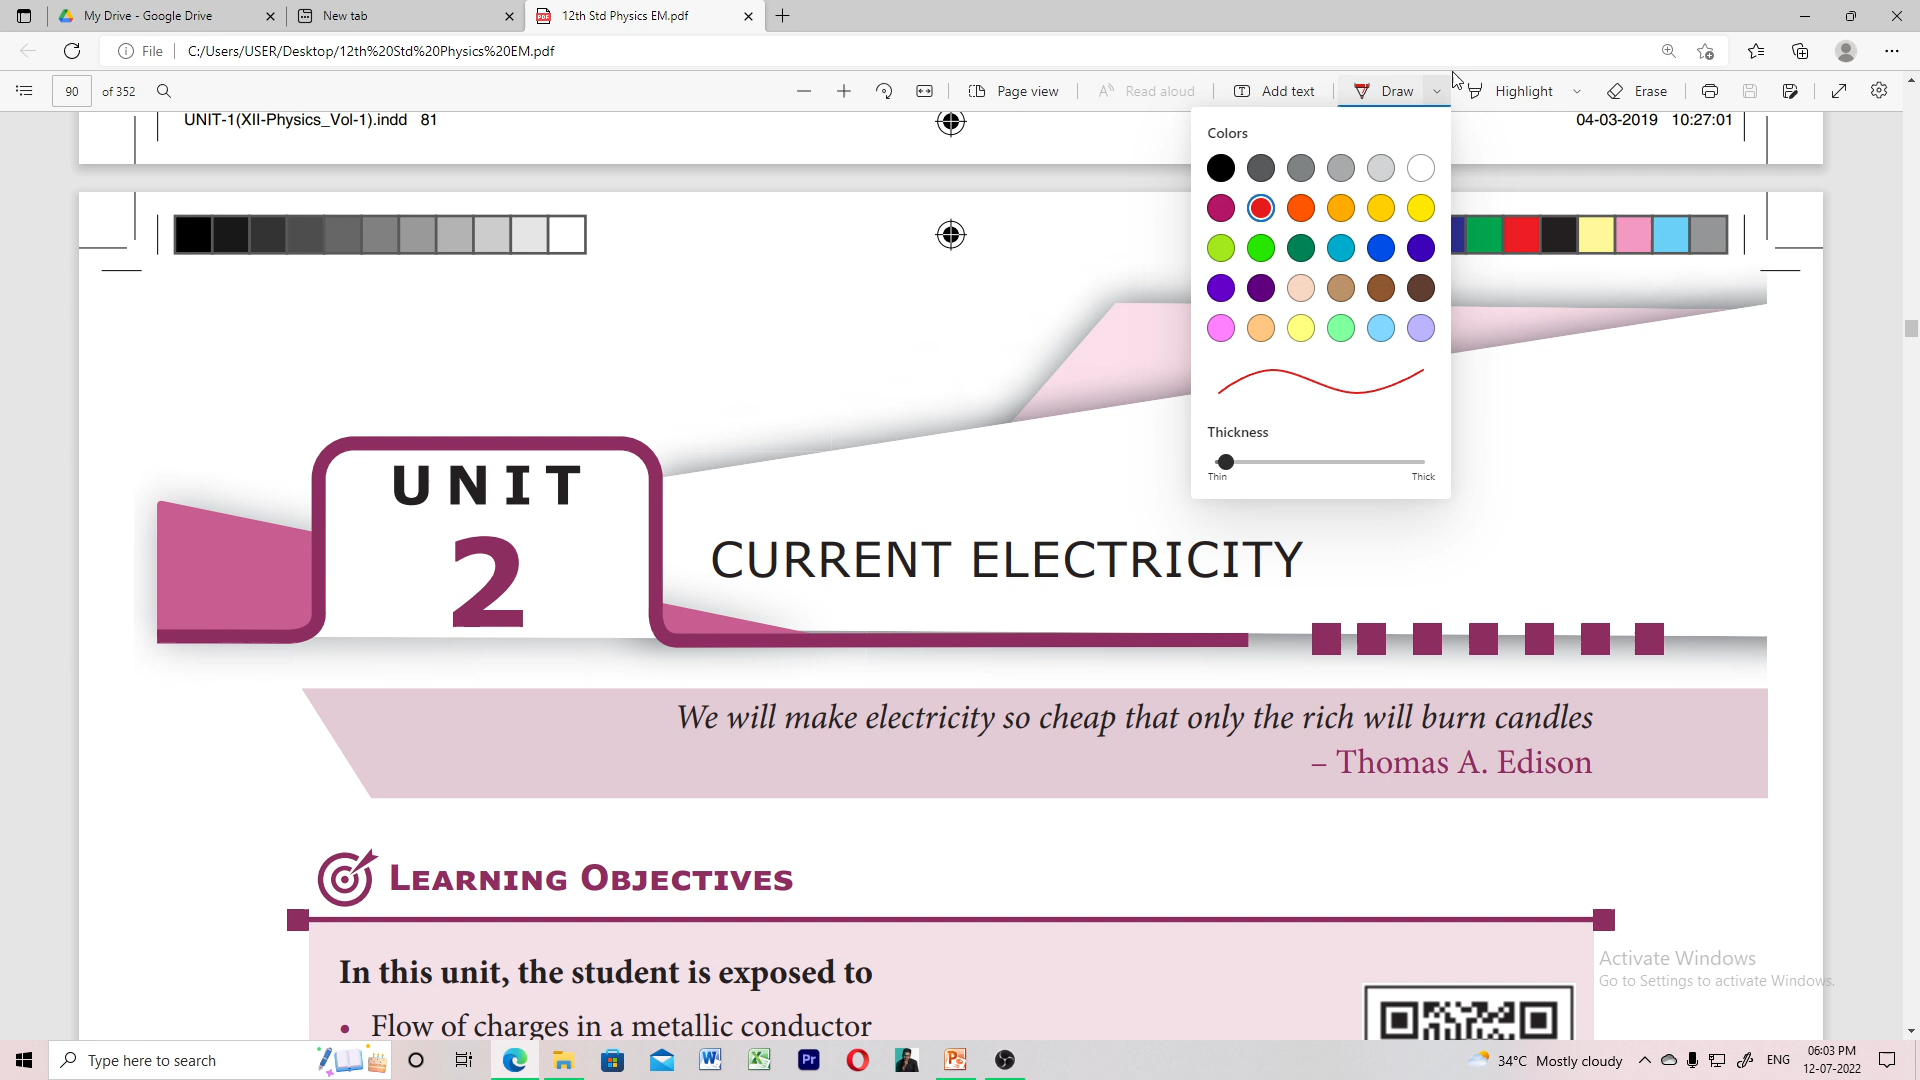 My Drive - Google Drive
New tab
12th Std Physics EM.pdf
File
C:/Users/USER/Desktop/12th%20Std%20Physics%20EM.pdf
90 of 352
Page view
Read aloud
Add text
Draw
Highlight
Erase
UNIT-1(XII-Physics_Vol-1).indd 81
04-03-2019 10:27:01
Colors
Thickness
Thin
Thick
UNIT
2
CURRENT ELECTRICITY
We will make electricity so cheap that only the rich will burn candles
– Thomas A. Edison
LEARNING OBJECTIVES
In this unit, the student is exposed to
• Flow of charges in a metallic conductor
Activate Windows
Go to Settings to activate Windows.
Type here to search
34°C Mostly cloudy
ENG
06:03 PM
12-07-2022